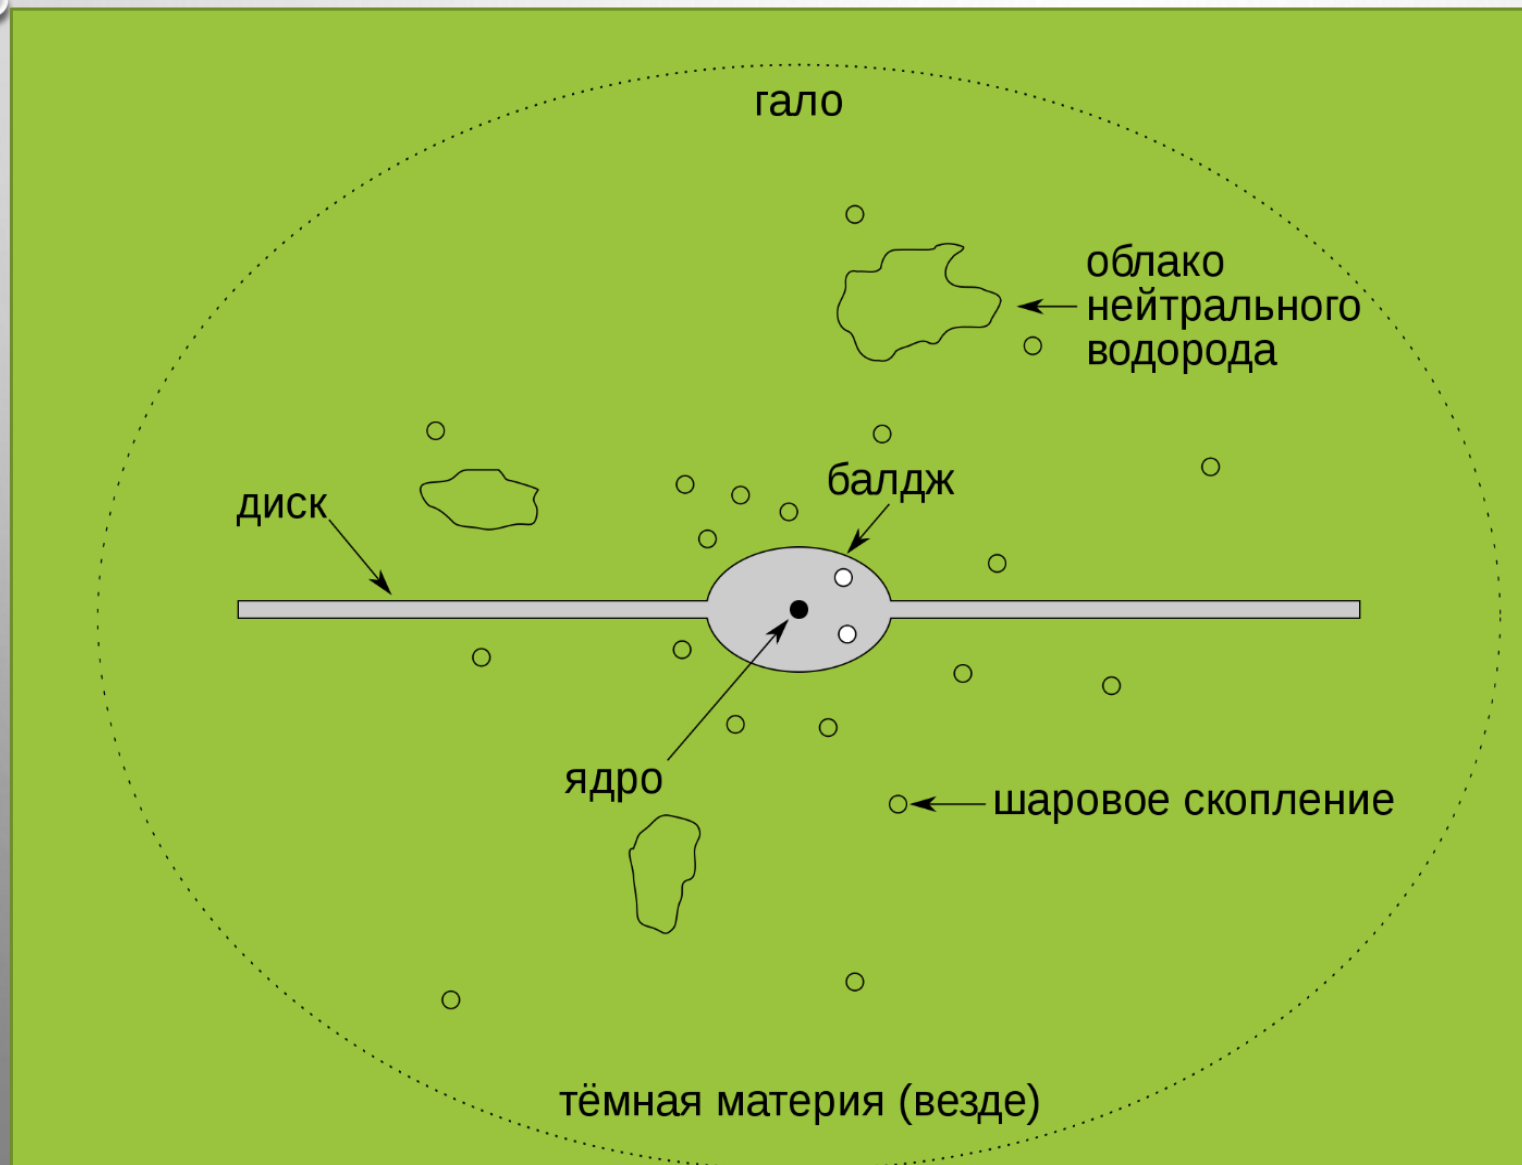 гало
облако
нейтрального
водорода
балдж
диск
ядро
шаровое скопление
тёмная материя (везде)